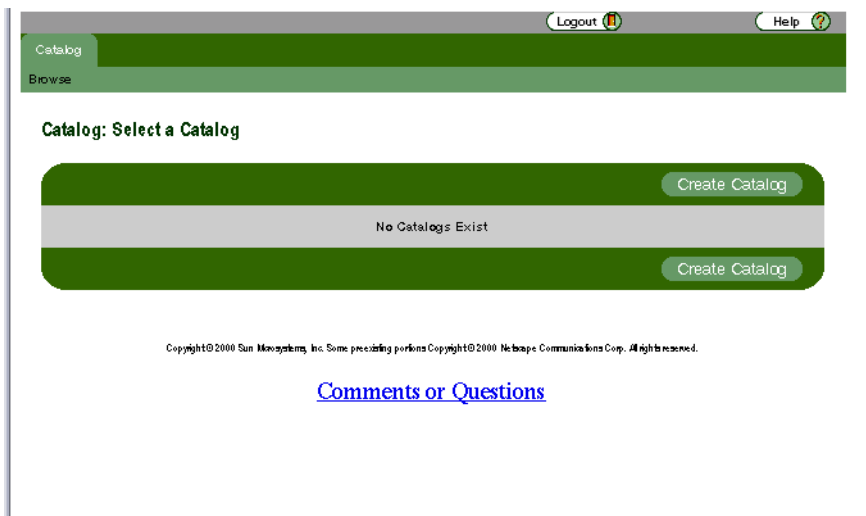 Logout Help
Catalog
Browse
Catalog: Select a Catalog
Create Catalog
No Catalogs Exist
Create Catalog
Copyright© 2000 Sun Microsystems, Inc. Some preexisting portions Copyright© 2000 Netscape Communications Corp. All rights reserved.
Comments or Questions